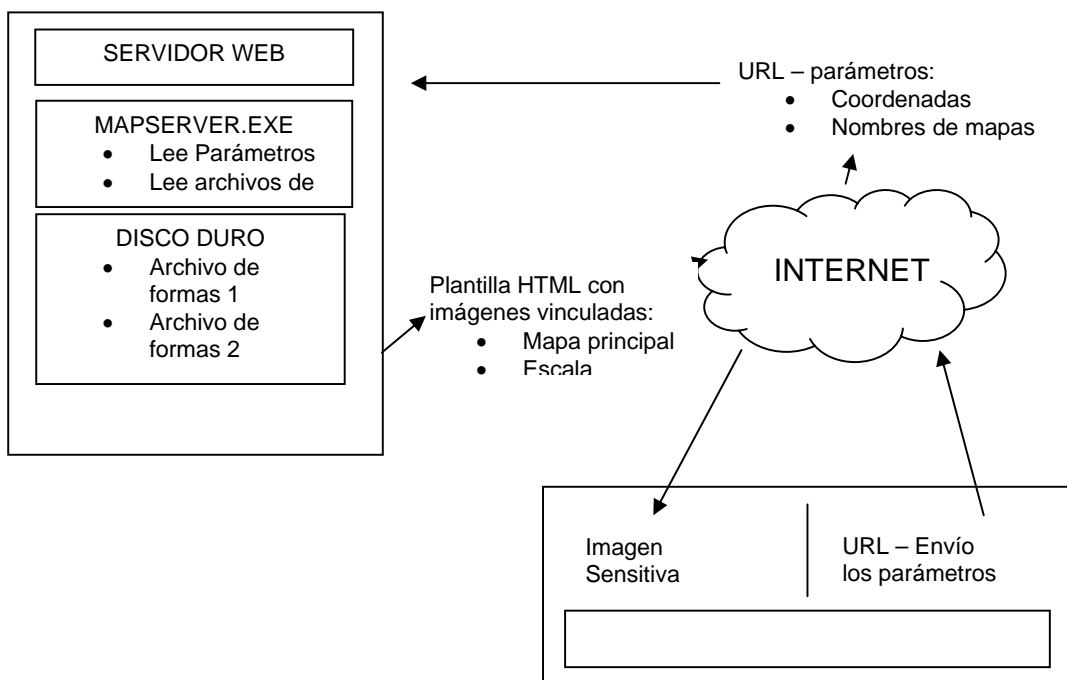 SERVIDOR WEB
MAPSERVER.EXE
• Lee Parámetros
• Lee archivos de
DISCO DURO
• Archivo de
formas 1
• Archivo de
formas 2
URL – parámetros:
• Coordenadas
• Nombres de mapas
INTERNET
Plantilla HTML con
imágenes vinculadas:
• Mapa principal
• Escala
Imagen
Sensitiva
URL – Envío
los parámetros